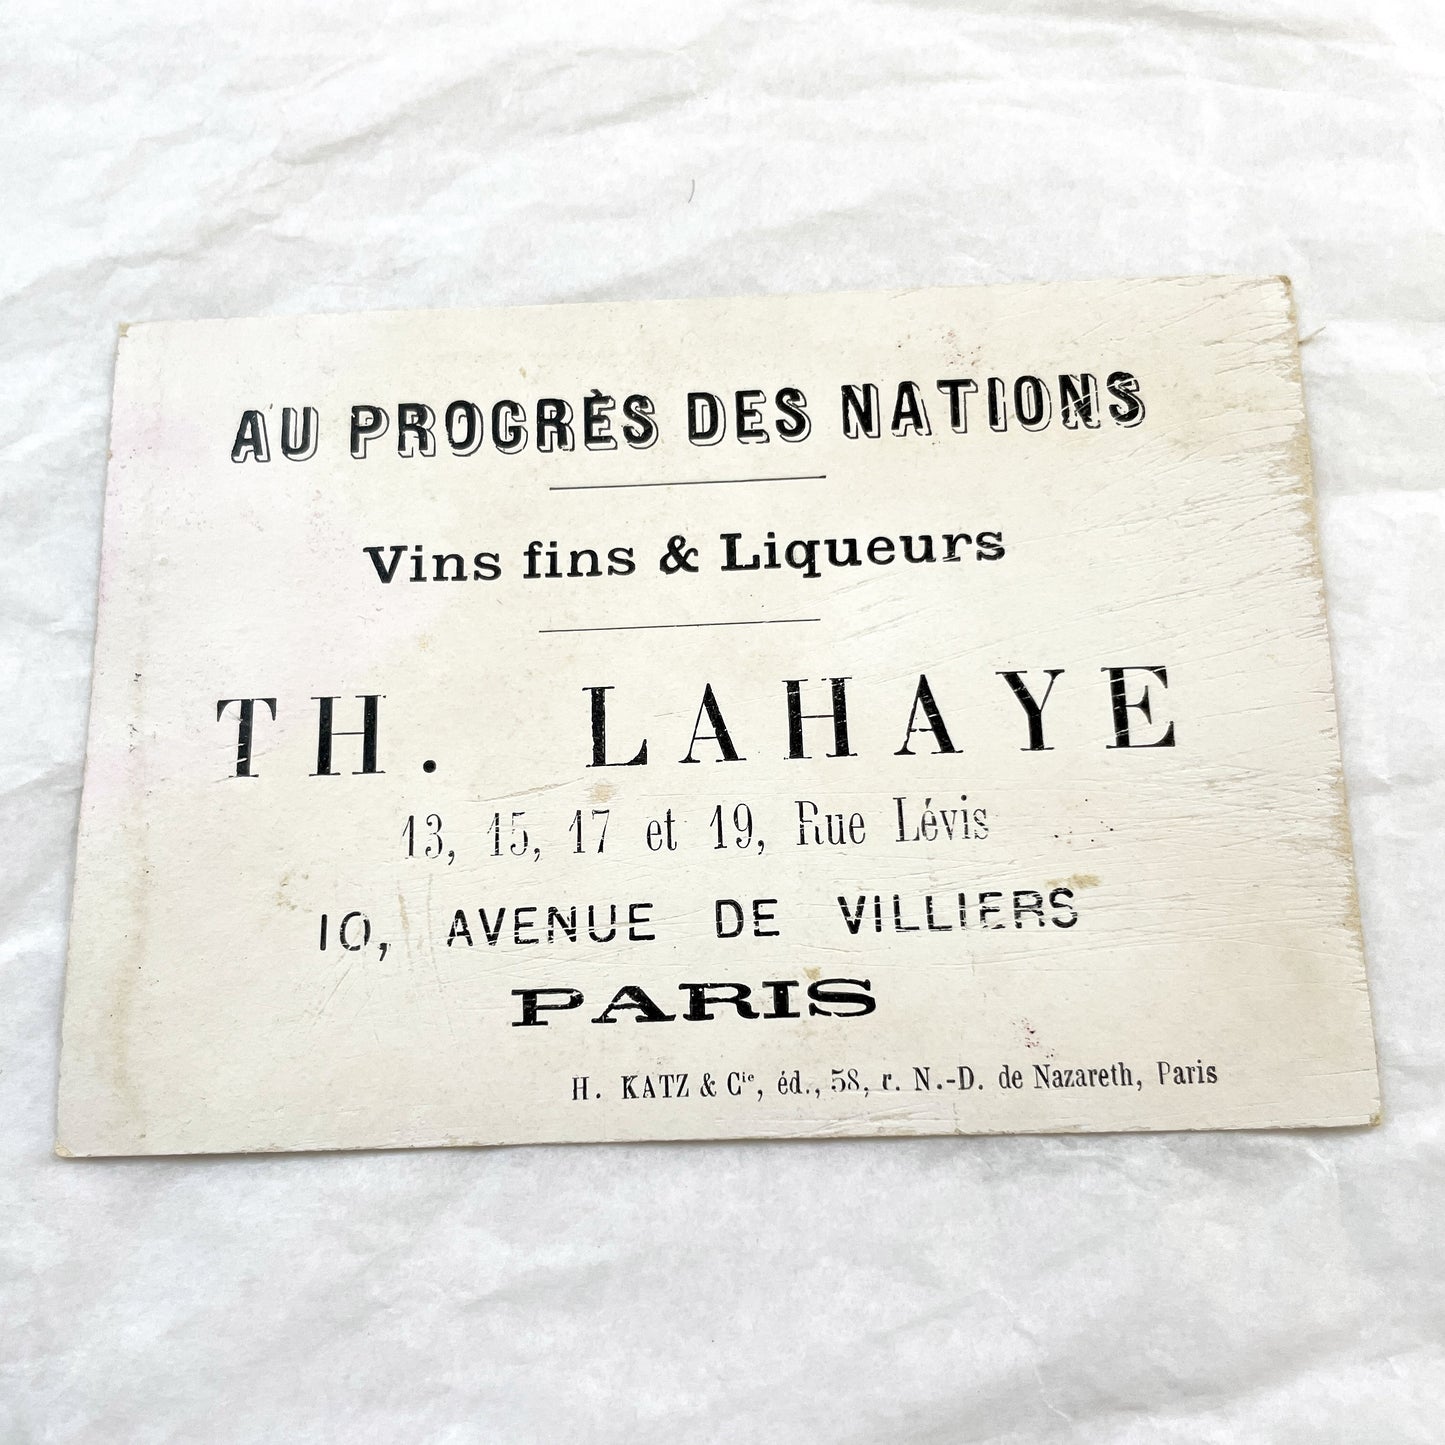 AU PROGRÈS DES NATIONS
Vins fins & Liqueurs
TH. LAHAYE
13, 15, 17 et 19, Rue Lévis
10, AVENUE DE VILLIERS
PARIS
H. KATZ & Cie, éd., 58, r. N.-D. de Nazareth, Paris